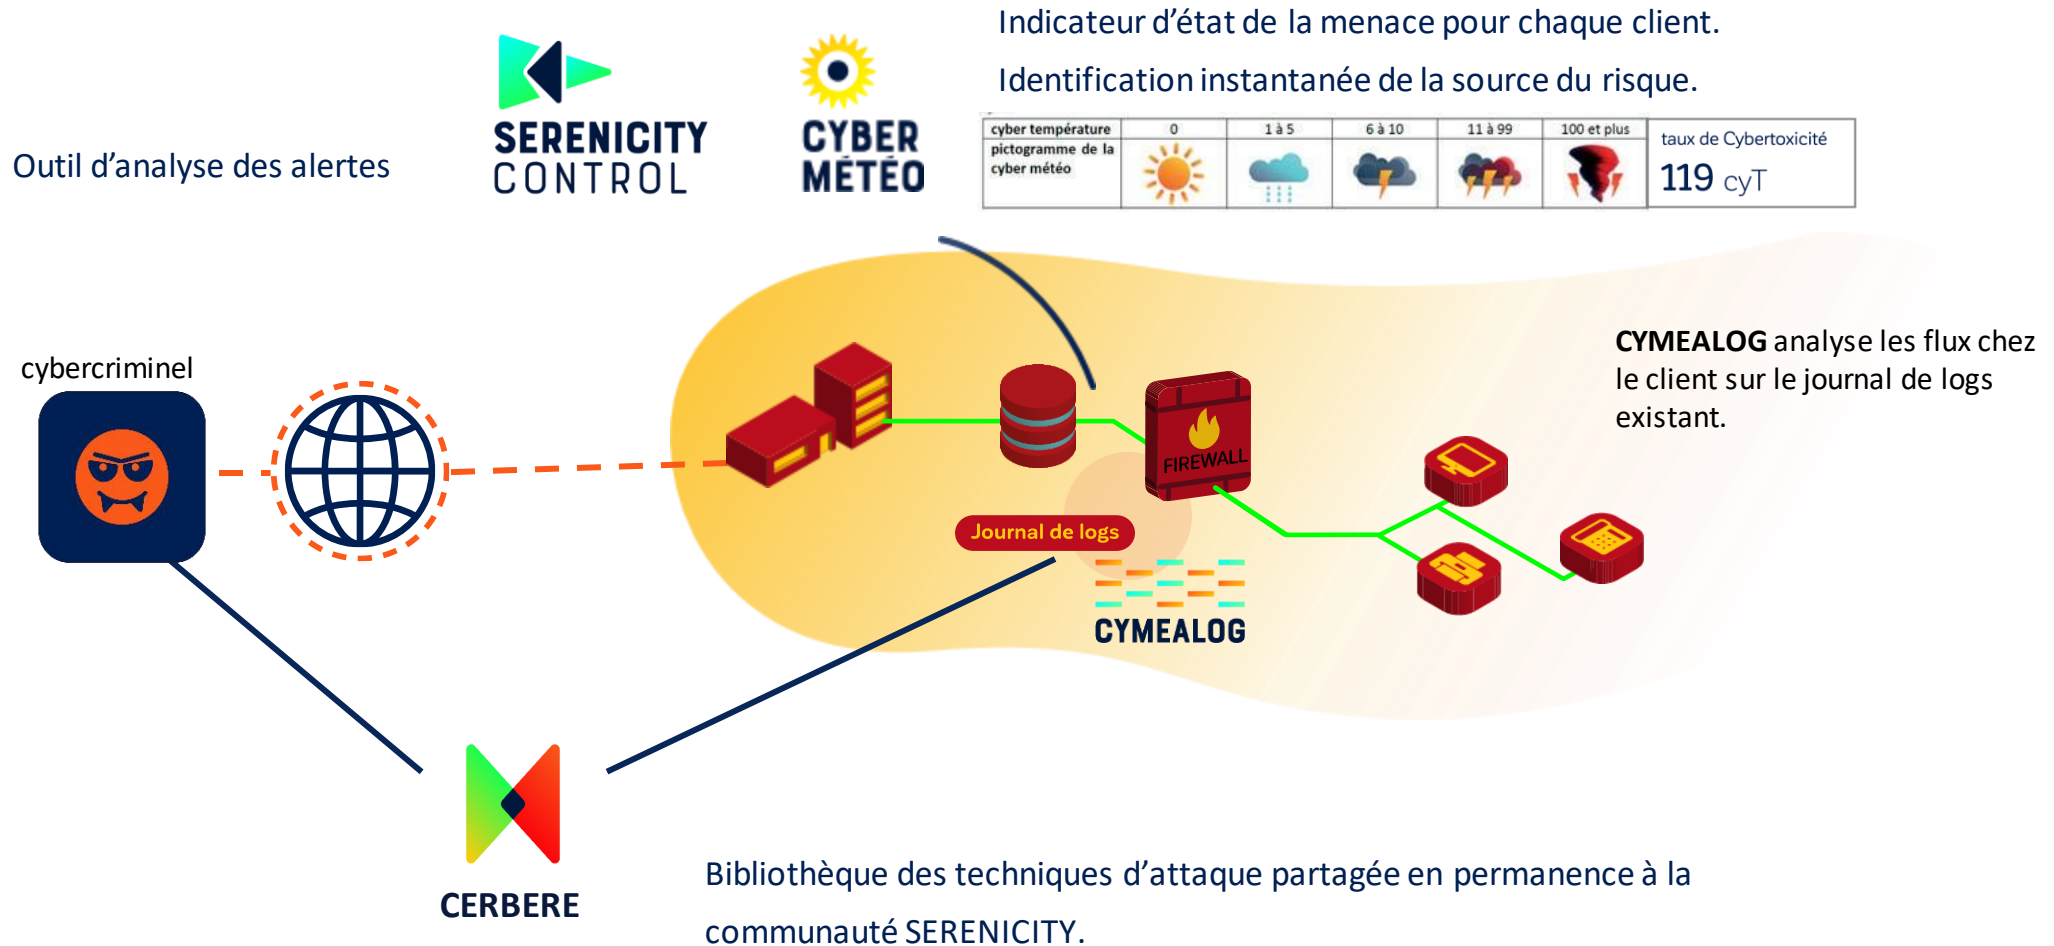 Indicateur d’état de la menace pour chaque client.
Identification instantanée de la source du risque.
SERENICITY
CONTROL
CYBER
MÉTÉO
cyber température 0 1 à 5 6 à 10 11 à 99 100 et plus
pictogramme de la
cyber météo
taux de Cybertoxicité
119 cyT
Outil d’analyse des alertes
cybercriminel
CYMEALOG analyse les flux chez
le client sur le journal de logs
existant.
FIREWALL
Journal de logs
CYMEALOG
CERBERE
Bibliothèque des techniques d’attaque partagée en permanence à la
communauté SERENICITY.